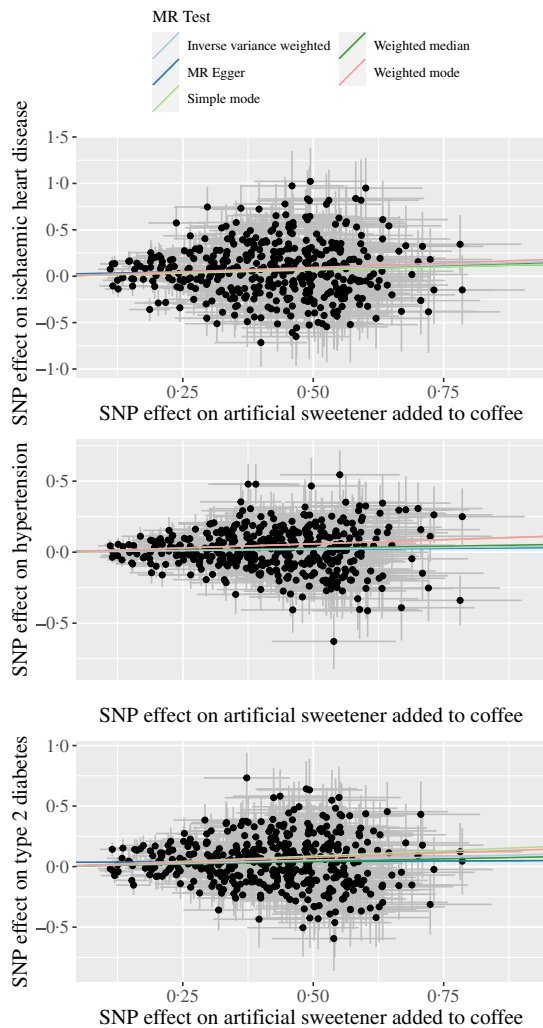 MR Test
Inverse variance weighted
Weighted median
MR Egger
Weighted mode
Simple mode
SNP effect on ischaemic heart disease
1·5
1·0
0·5
0·0
−0·5
−1·0
0·25 0·50 0·75
SNP effect on artificial sweetener added to coffee
SNP effect on hypertension
0·5
0·0
−0·5
SNP effect on artificial sweetener added to coffee
SNP effect on type 2 diabetes
1·0
0·5
0·0
−0·5
0·25 0·50 0·75
SNP effect on artificial sweetener added to coffee